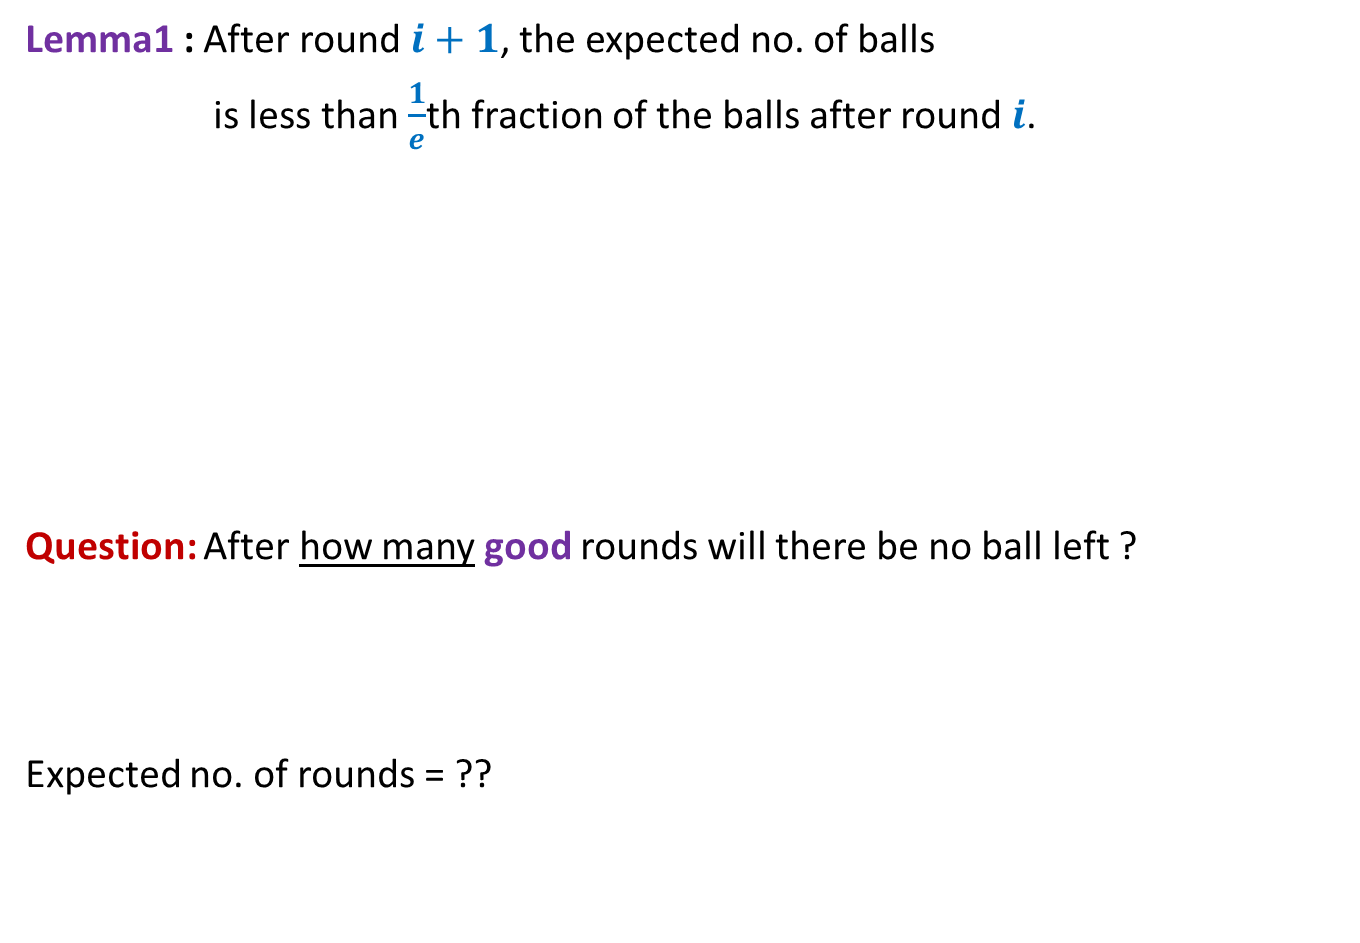 Lemma1 : After round i + 1, the expected no. of balls
is less than 1/e th fraction of the balls after round i.
Question: After how many good rounds will there be no ball left ?
Expected no. of rounds = ??